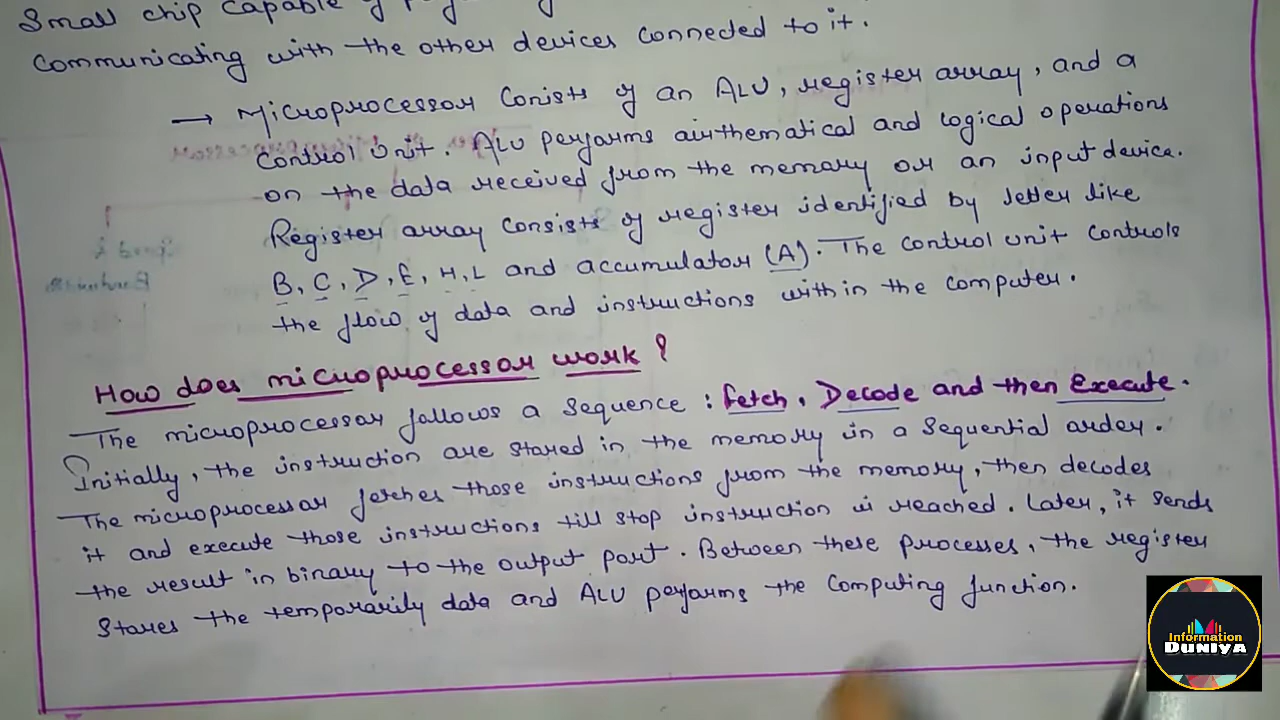 Small chip capable of
Communicating with the other devices connected to it.
→ Microprocessor Conists of an ALU, register array, and a
Control Unit. ALU performs airthematical and logical operations
on the data received from the memory or an input device.
Register array consists of register identified by letter like
B, C, D, E, H, L and accumulator (A). The control unit controls
the flow of data and instructions within the computer.
How does microprocessor work?
The microprocessor follows a sequence : Fetch, Decode and then Execute.
Initially, the instruction are stored in the memory in a sequential order.
The microprocessor fetches those instructions from the memory, then decodes
it and execute those instructions till stop instruction is reached. Later, it sends
the result in binary to the output port. Between these processes, the register
stores the temporarily data and ALU performs the computing function.
Information
Duniya